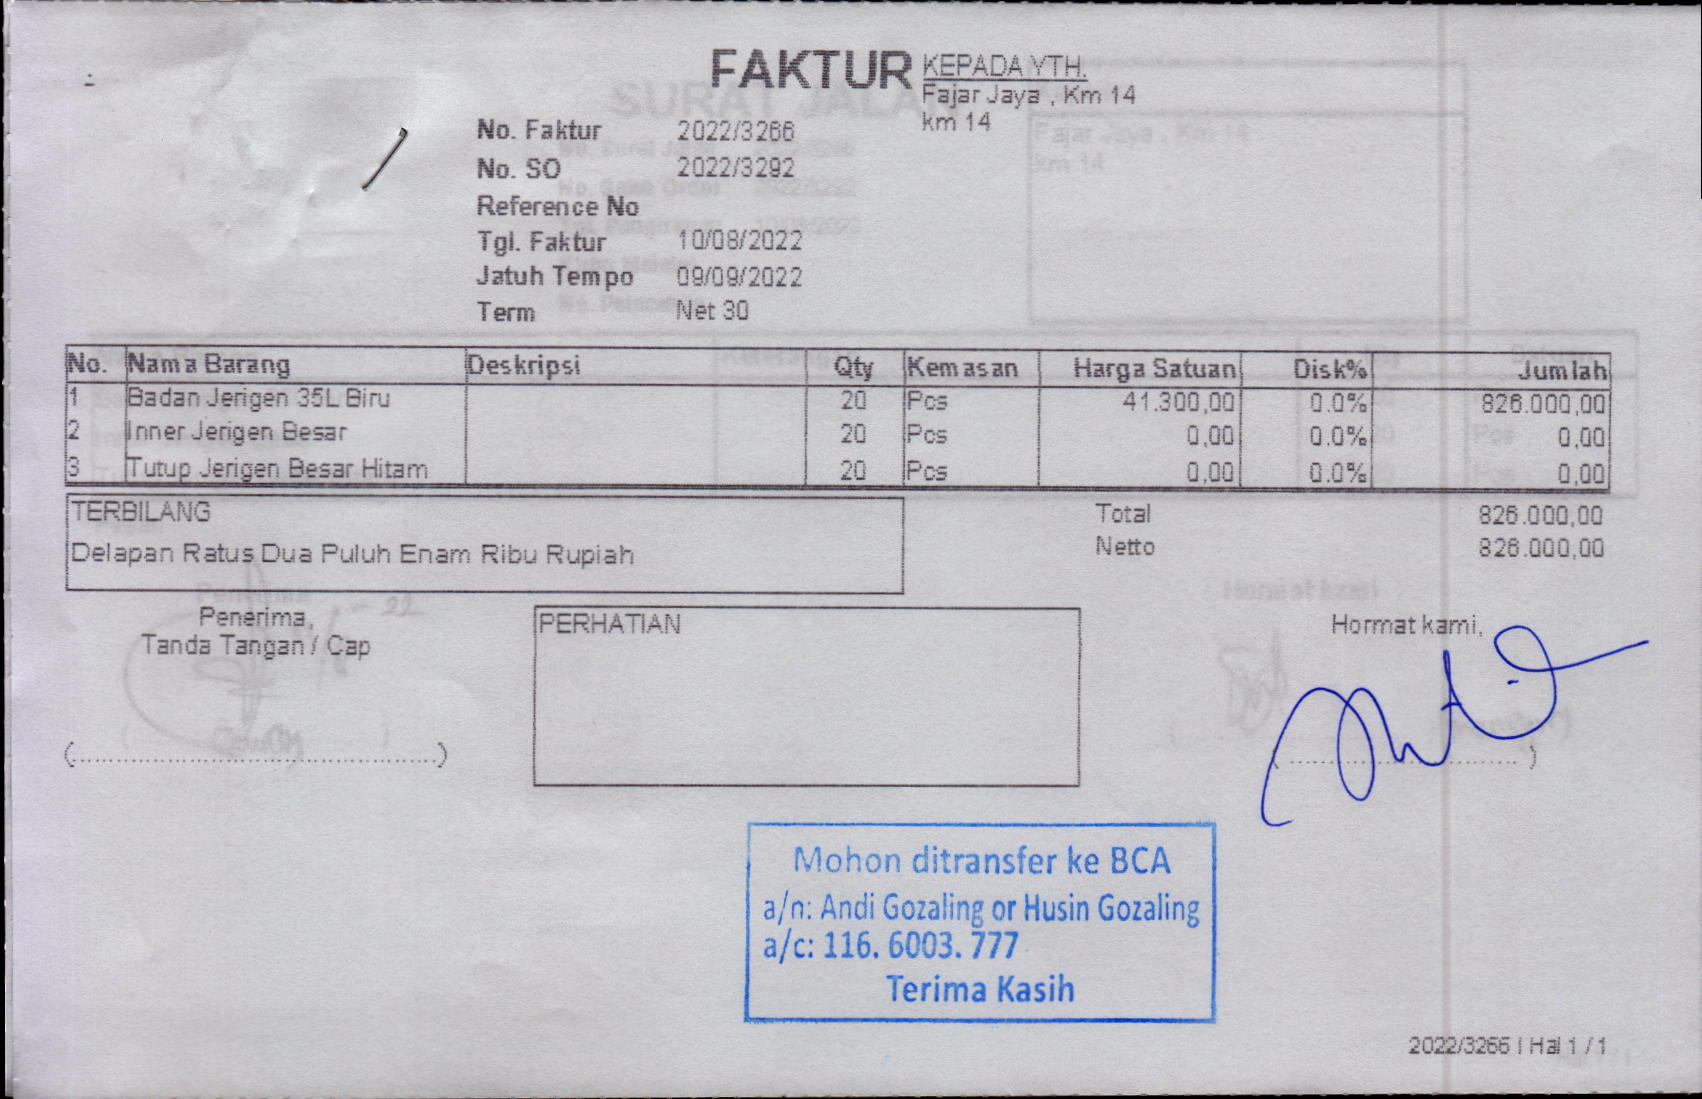 FAKTUR
KEPADA YTH.
Fajar Jaya , Km 14
km 14
No. Faktur 2022/3266
No. SO 2022/3292
Reference No
Tgl. Faktur 10/08/2022
Jatuh Tempo 09/09/2022
Term Net 30
No. Nama Barang Deskripsi Qty Kemasan Harga Satuan Disk% Jumlah
1 Badan Jerigen 35L Biru 20 Pcs 41.300,00 0.0% 826.000,00
2 Inner Jerigen Besar 20 Pcs 0,00 0.0% 0,00
3 Tutup Jerigen Besar Hitam 20 Pcs 0,00 0.0% 0,00
TERBILANG
Delapan Ratus Dua Puluh Enam Ribu Rupiah
Total 826.000,00
Netto 826.000,00
Penerima,
Tanda Tangan / Cap
(..................................................)
PERHATIAN
Hormat kami,
(................................)
Mohon ditransfer ke BCA
a/n: Andi Gozaling or Husin Gozaling
a/c: 116. 6003. 777
Terima Kasih
2022/3266 | Hal 1 / 1